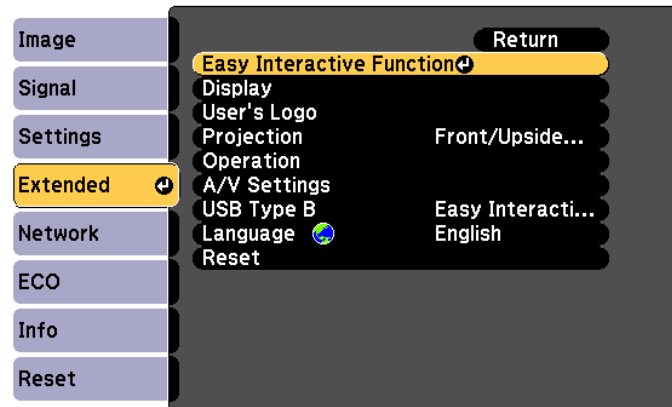 Image
Signal
Settings
Extended
Network
ECO
Info
Reset
Return
Easy Interactive Function
Display
User's Logo
Projection Front/Upside...
Operation
A/V Settings
USB Type B Easy Interacti...
Language English
Reset